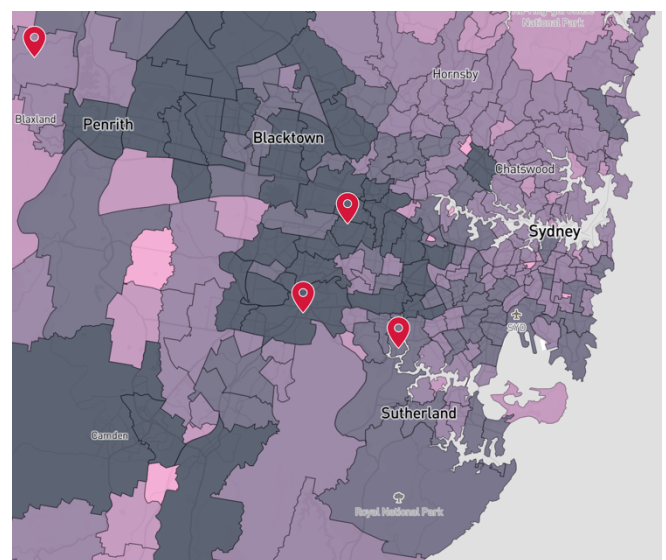 National Park
Hornsby
Blaxland
Penrith
Blacktown
Chatswood
Sydney
SYD
Sutherland
Camden
Royal National Park